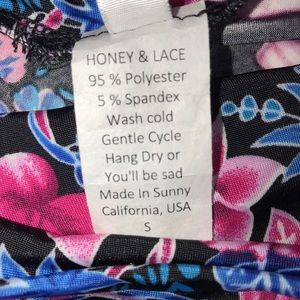 HONEY & LACE
95 % Polyester
5 % Spandex
Wash cold
Gentle Cycle
Hang Dry or
You'll be sad
Made In Sunny
California, USA
S